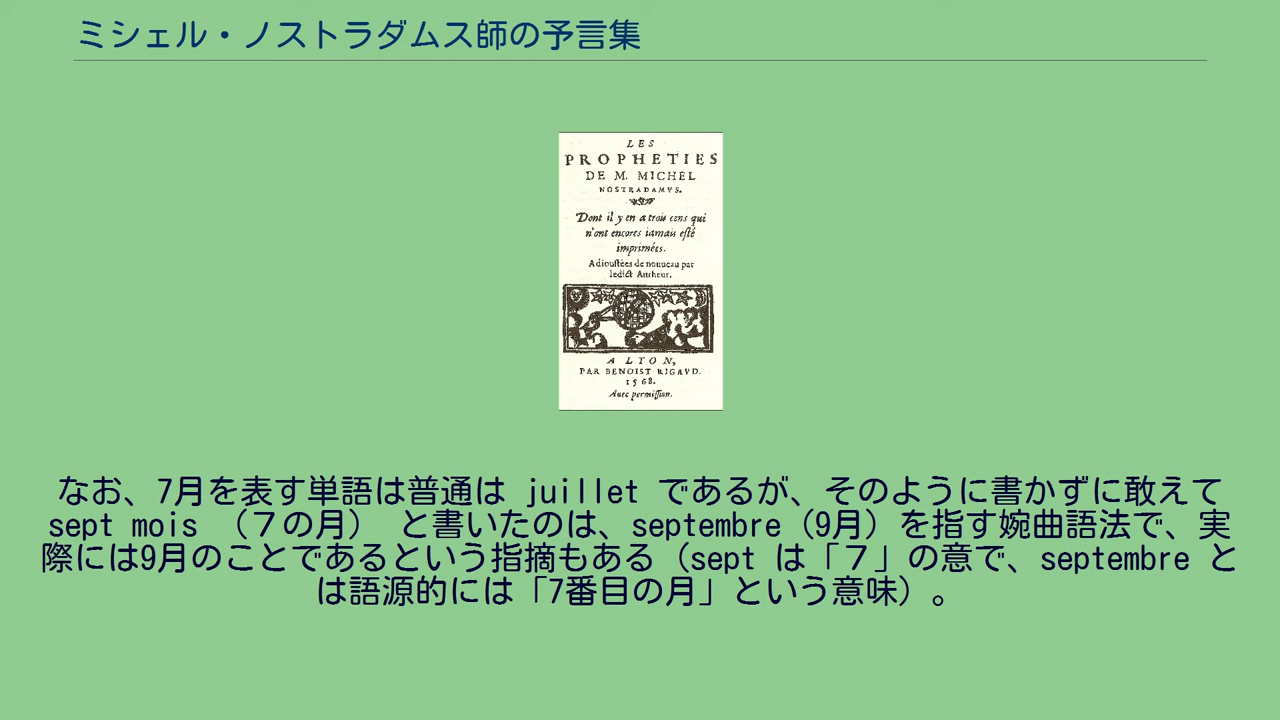 ミシェル・ノストラダムス師の予言集
LES
PROPHETIES
DE M. MICHEL
NOSTRADAMVS.
Dont il y en a trois cens qui
n'ont encores iamais esté
imprimées.
Adioustées de nouueau par
ledict Autheur.
A LYON,
PAR BENOIST RIGAVD.
1568.
Auec permission.
なお、7月を表す単語は普通は juillet であるが、そのように書かずに敢えて
sept mois （７の月） と書いたのは、septembre（9月）を指す婉曲語法で、実
際には9月のことであるという指摘もある（sept は「７」の意で、septembre と
は語源的には「7番目の月」という意味）。